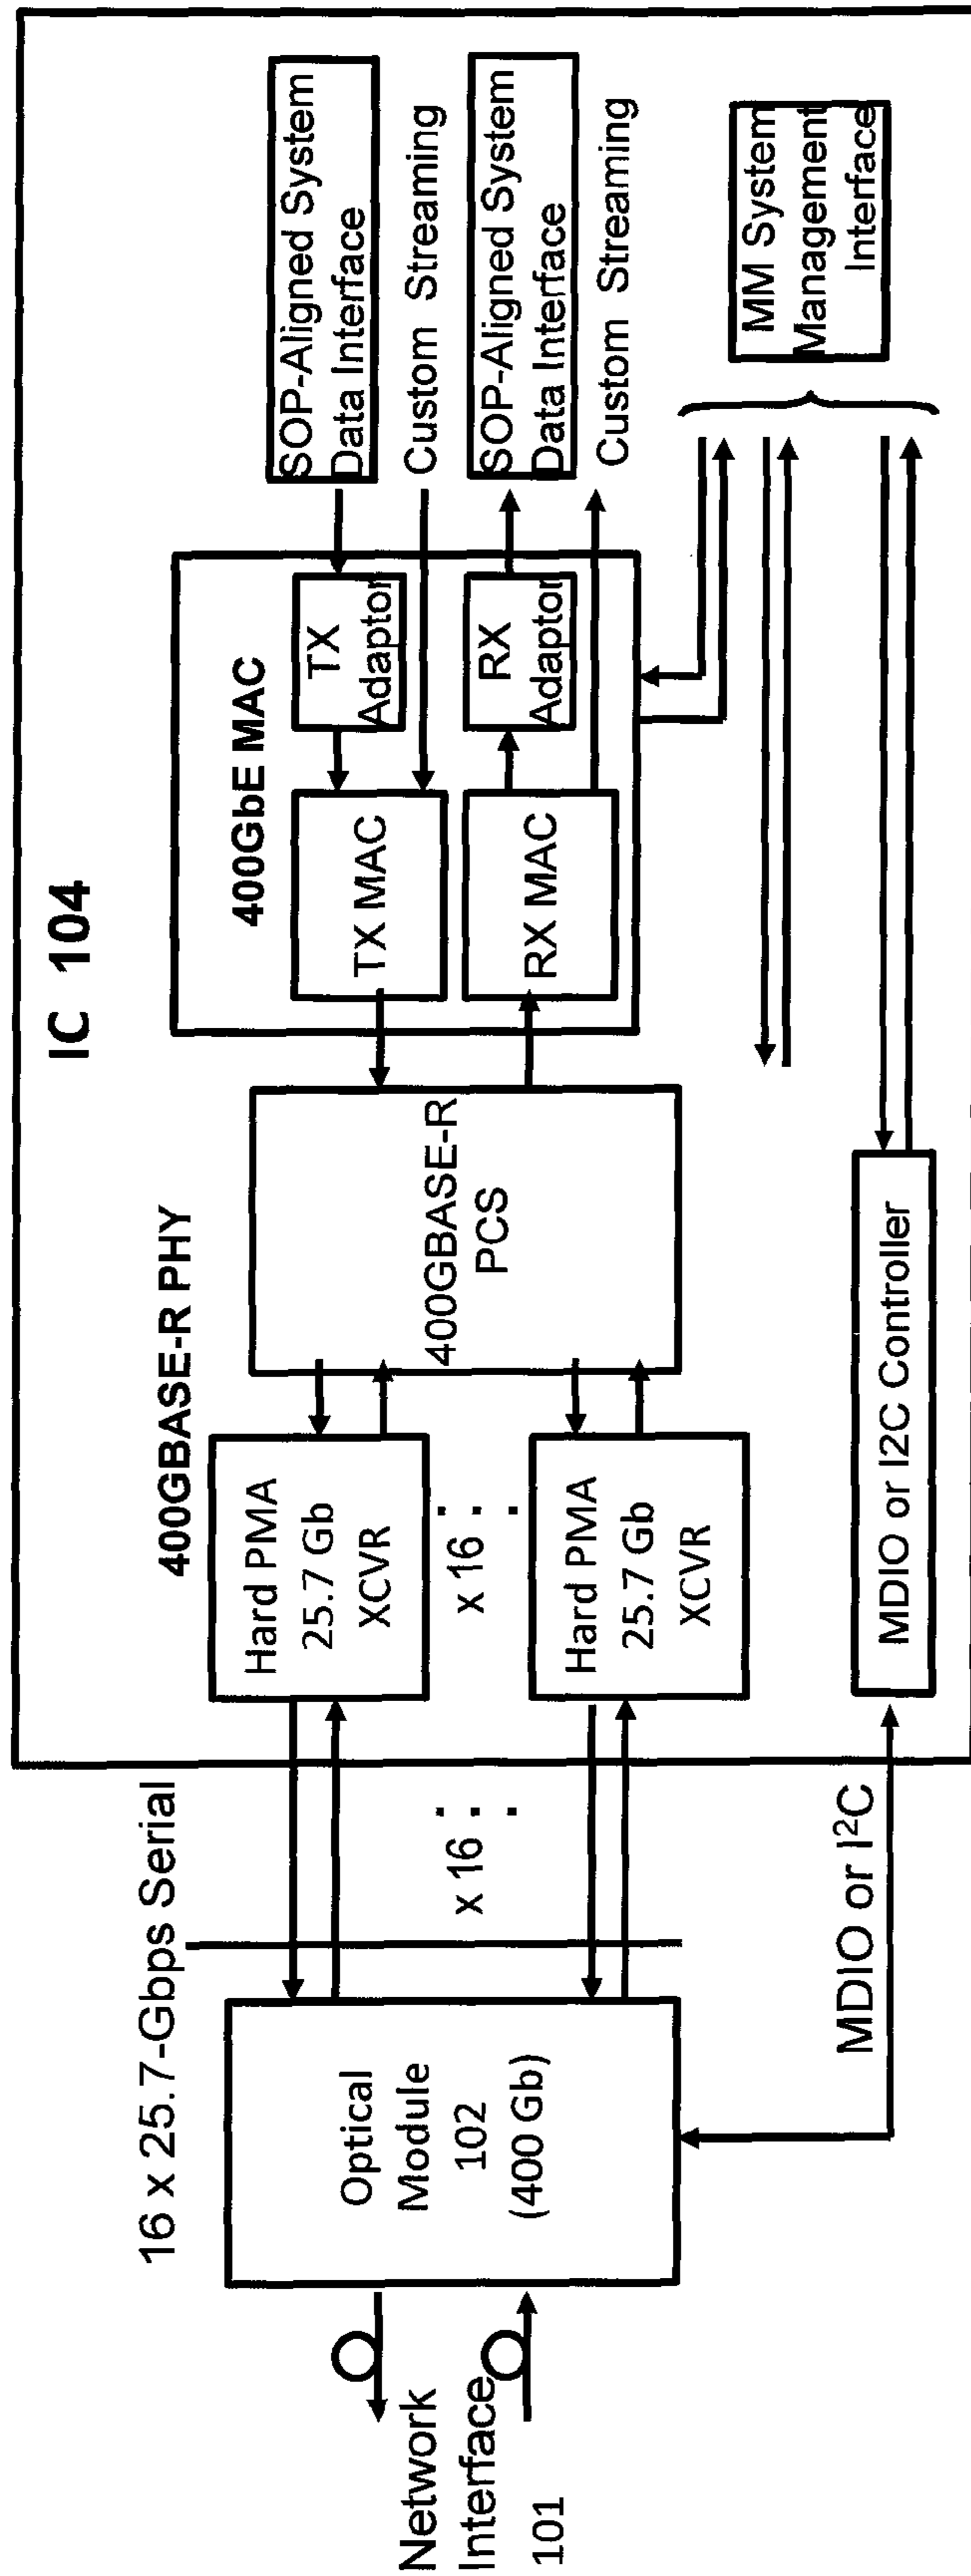 IC 104
16 x 25.7-Gbps Serial
400GBASE-R PHY
400GbE MAC
Network
Interface
101
Optical
Module
102
(400 Gb)
x 16
Hard PMA
25.7 Gb
XCVR
x 16
Hard PMA
25.7 Gb
XCVR
400GBASE-R
PCS
TX MAC
TX
Adaptor
RX MAC
RX
Adaptor
SOP-Aligned System
Data Interface
Custom Streaming
SOP-Aligned System
Data Interface
Custom Streaming
MM System
Management
Interface
MDIO or I²C
MDIO or I2C Controller